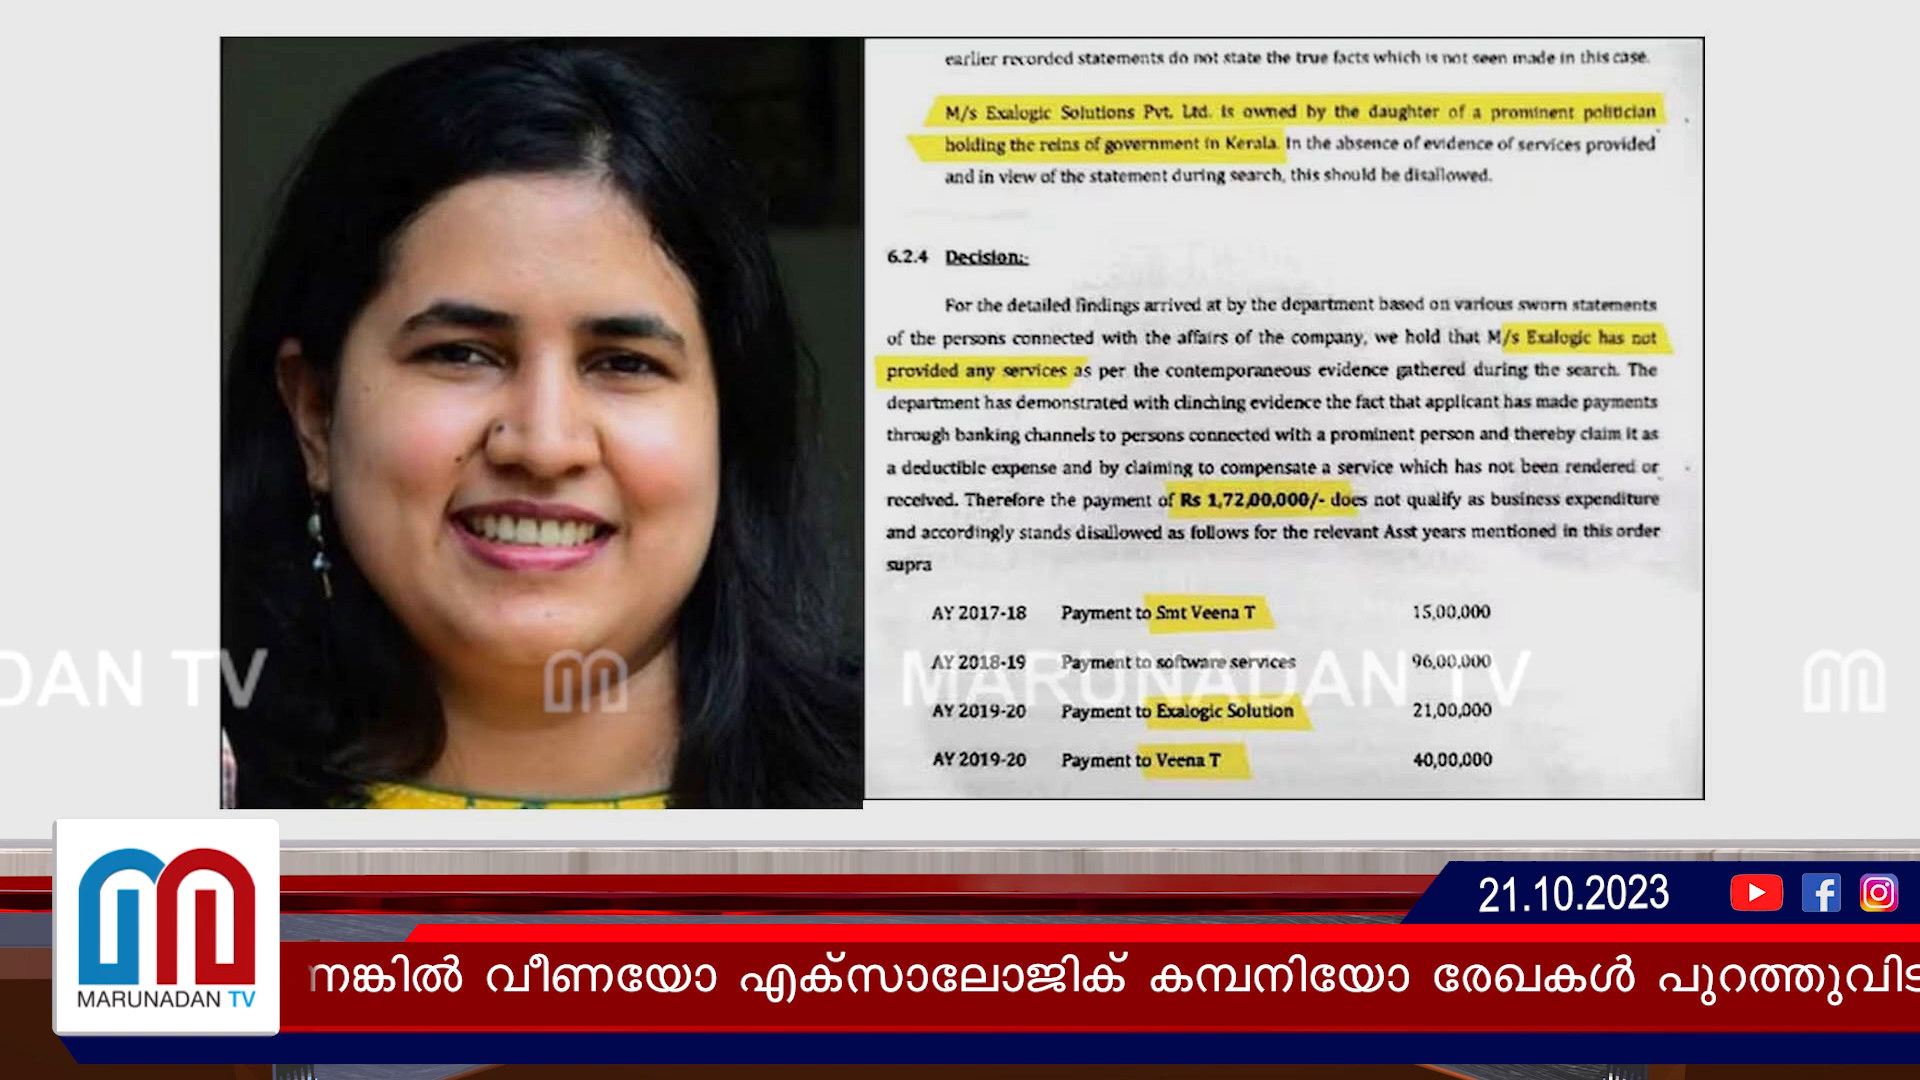 earlier recorded statements do not state the true facts which is not seen made in this case.
M/s Exalogic Solutions Pvt. Ltd. is owned by the daughter of a prominent politician
holding the reins of government in Kerala. In the absence of evidence of services provided
and in view of the statement during search, this should be disallowed.
6.2.4 Decision:-
For the detailed findings arrived at by the department based on various sworn statements
of the persons connected with the affairs of the company, we hold that M/s Exalogic has not
provided any services as per the contemporaneous evidence gathered during the search. The
department has demonstrated with clinching evidence the fact that applicant has made payments
through banking channels to persons connected with a prominent person and thereby claim it as
a deductible expense and by claiming to compensate a service which has not been rendered or
received. Therefore the payment of Rs 1,72,00,000/- does not qualify as business expenditure
and accordingly stands disallowed as follows for the relevant Asst years mentioned in this order
supra
AY 2017-18 Payment to Smt Veena T 15,00,000
AY 2018-19 Payment to software services 96,00,000
AY 2019-20 Payment to Exalogic Solution 21,00,000
AY 2019-20 Payment to Veena T 40,00,000
DAN TV
MARUNADAN TV
21.10.2023
MARUNADAN TV
നങ്കിൽ വീണയോ എക്സാലോജിക് കമ്പനിയോ രേഖകൾ പുറത്തുവിട